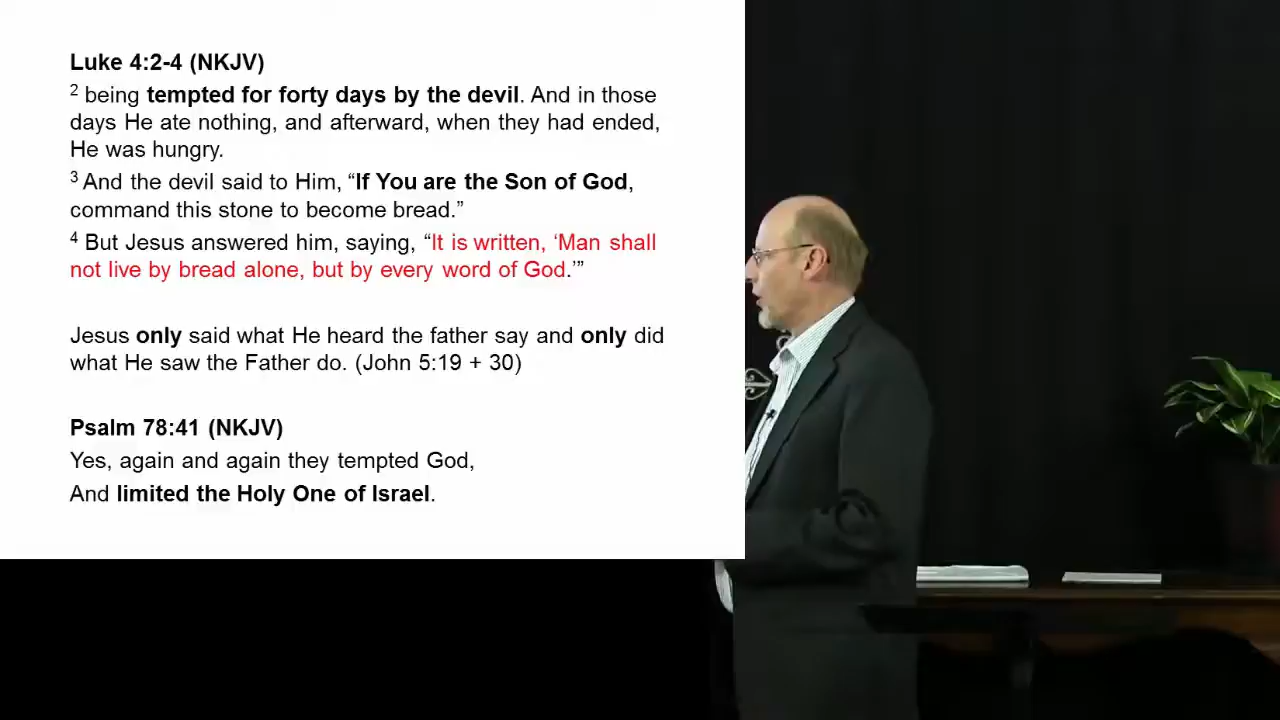 Luke 4:2-4 (NKJV)
2 being tempted for forty days by the devil. And in those
days He ate nothing, and afterward, when they had ended,
He was hungry.
3 And the devil said to Him, “If You are the Son of God,
command this stone to become bread.”
4 But Jesus answered him, saying, “It is written, ‘Man shall
not live by bread alone, but by every word of God.’”
Jesus only said what He heard the father say and only did
what He saw the Father do. (John 5:19 + 30)
Psalm 78:41 (NKJV)
Yes, again and again they tempted God,
And limited the Holy One of Israel.